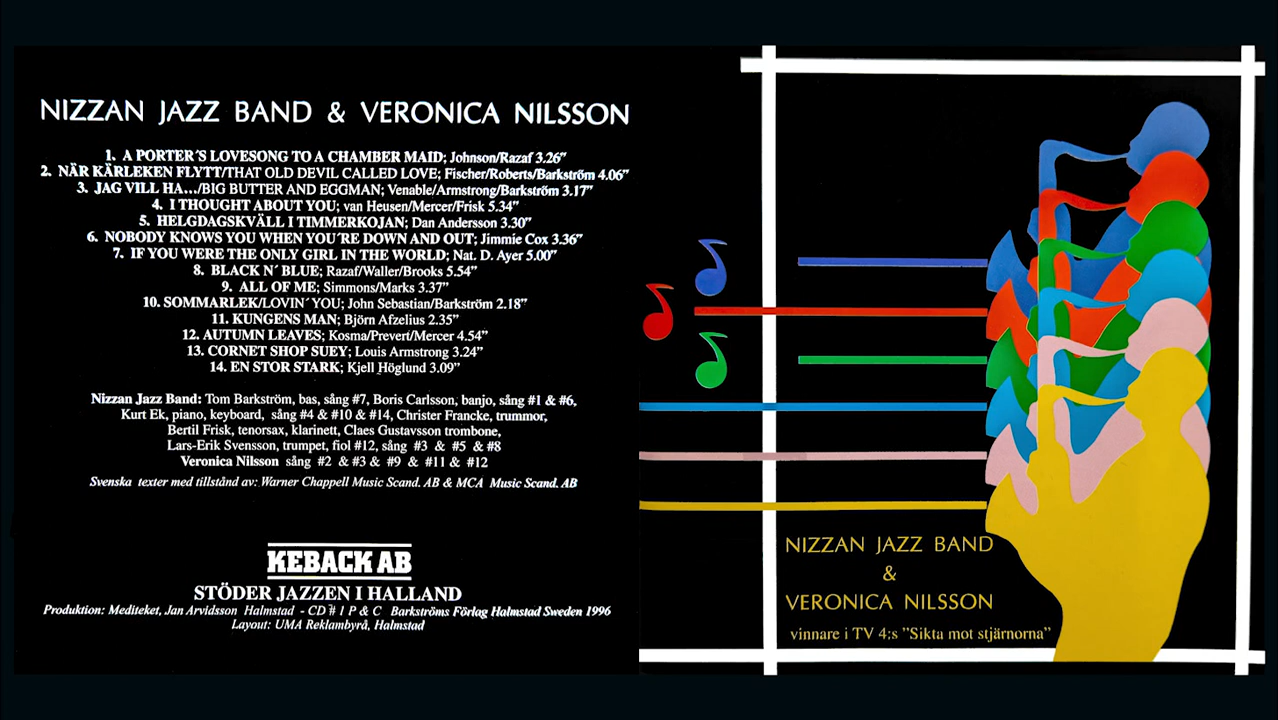 NIZZAN JAZZ BAND & VERONICA NILSSON
1. A PORTER´S LOVESONG TO A CHAMBER MAID; Johnson/Razaf 3.26”
2. NÄR KÄRLEKEN FLYTT/THAT OLD DEVIL CALLED LOVE; Fischer/Roberts/Barkström 4.06”
3. JAG VILL HA.../BIG BUTTER AND EGGMAN; Venable/Armstrong/Barkström 3.17”
4. I THOUGHT ABOUT YOU; van Heusen/Mercer/Frisk 5.34”
5. HELGDAGSKVÄLL I TIMMERKOJAN; Dan Andersson 3.30”
6. NOBODY KNOWS YOU WHEN YOU´RE DOWN AND OUT; Jimmie Cox 3.36”
7. IF YOU WERE THE ONLY GIRL IN THE WORLD; Nat. D. Ayer 5.00”
8. BLACK N´ BLUE; Razaf/Waller/Brooks 5.54”
9. ALL OF ME; Simmons/Marks 3.37”
10. SOMMARLEK/LOVIN´ YOU; John Sebastian/Barkström 2.18”
11. KUNGENS MAN; Björn Afzelius 2.35”
12. AUTUMN LEAVES; Kosma/Prevert/Mercer 4.54”
13. CORNET SHOP SUEY; Louis Armstrong 3.24”
14. EN STOR STARK; Kjell Höglund 3.09”
Nizzan Jazz Band: Tom Barkström, bas, sång #7, Boris Carlsson, banjo, sång #1 & #6,
Kurt Ek, piano, keyboard, sång #4 & #10 & #14, Christer Francke, trummor,
Bertil Frisk, tenorsax, klarinett, Claes Gustavsson trombone,
Lars-Erik Svensson, trumpet, fiol #12, sång #3 & #5 & #8
Veronica Nilsson sång #2 & #3 & #9 & #11 & #12
Svenska texter med tillstånd av: Warner Chappell Music Scand. AB & MCA Music Scand. AB
KEBACK AB
STÖDER JAZZEN I HALLAND
Produktion: Mediteket, Jan Arvidsson Halmstad - CD # 1 P & C Barkströms Förlag Halmstad Sweden 1996
Layout: UMA Reklambyrå, Halmstad
NIZZAN JAZZ BAND
&
VERONICA NILSSON
vinnare i TV 4:s ”Sikta mot stjärnorna”